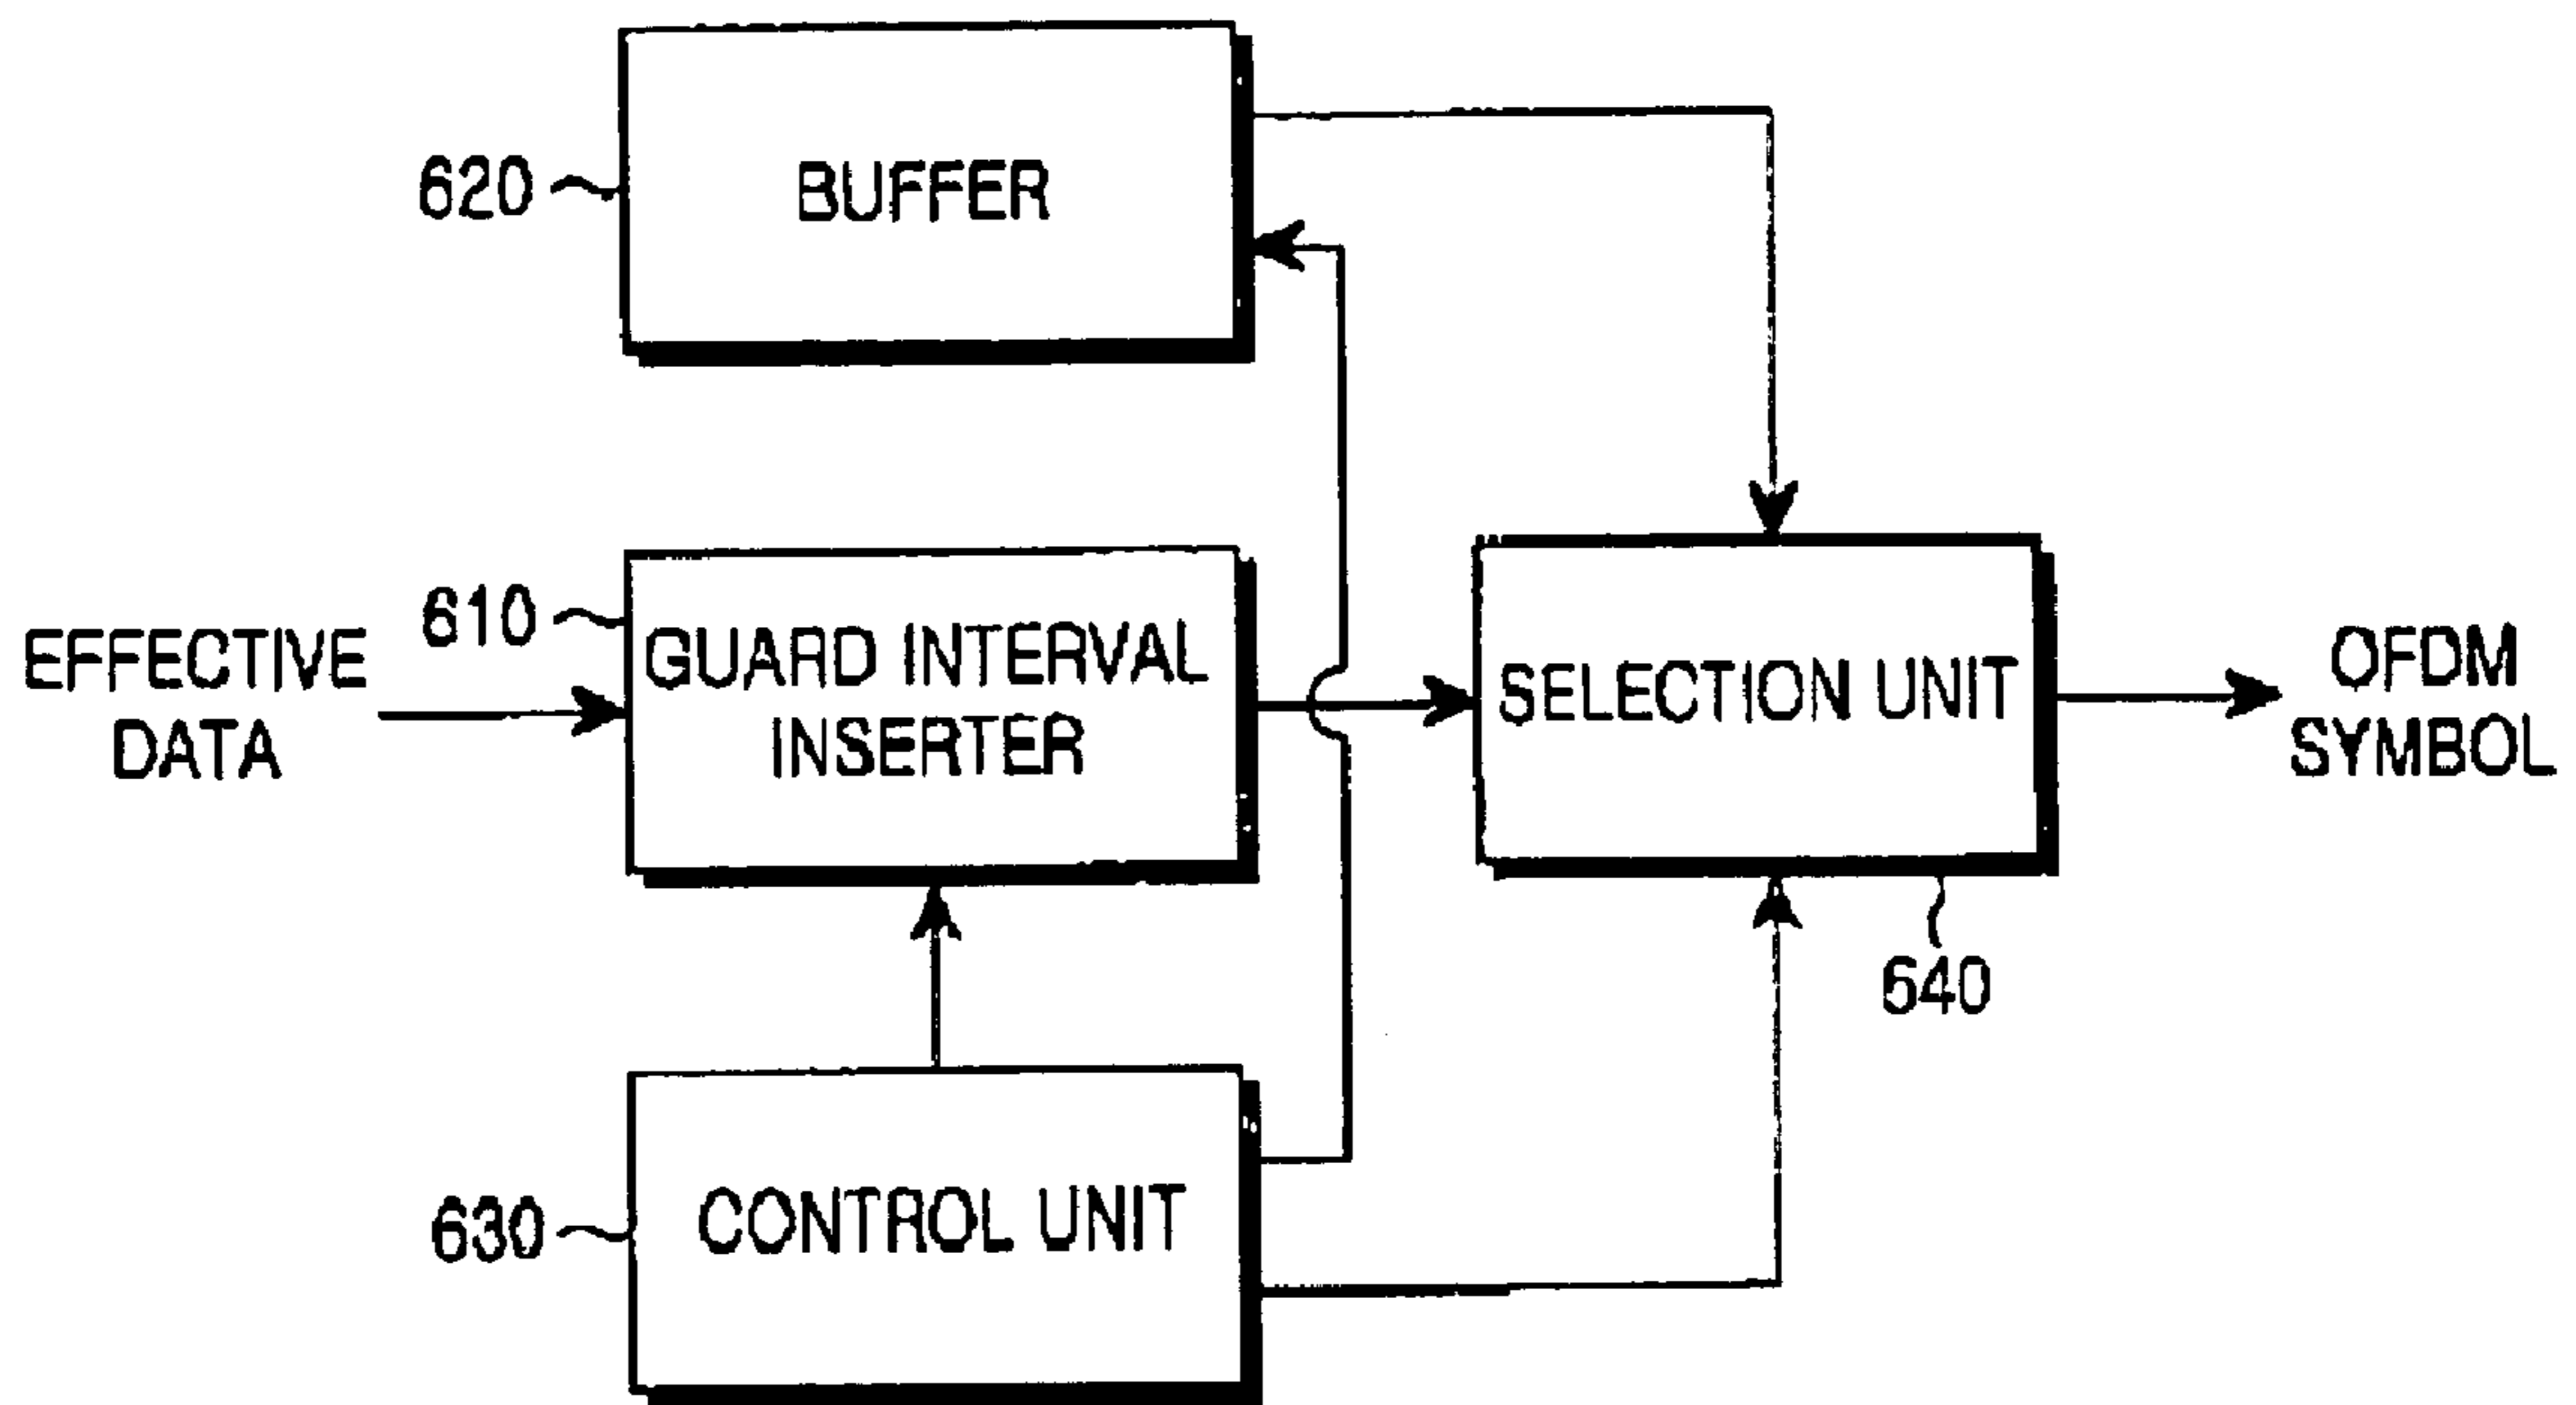 620
BUFFER
EFFECTIVE
DATA
610
GUARD INTERVAL
INSERTER
SELECTION UNIT
OFDM
SYMBOL
640
630
CONTROL UNIT